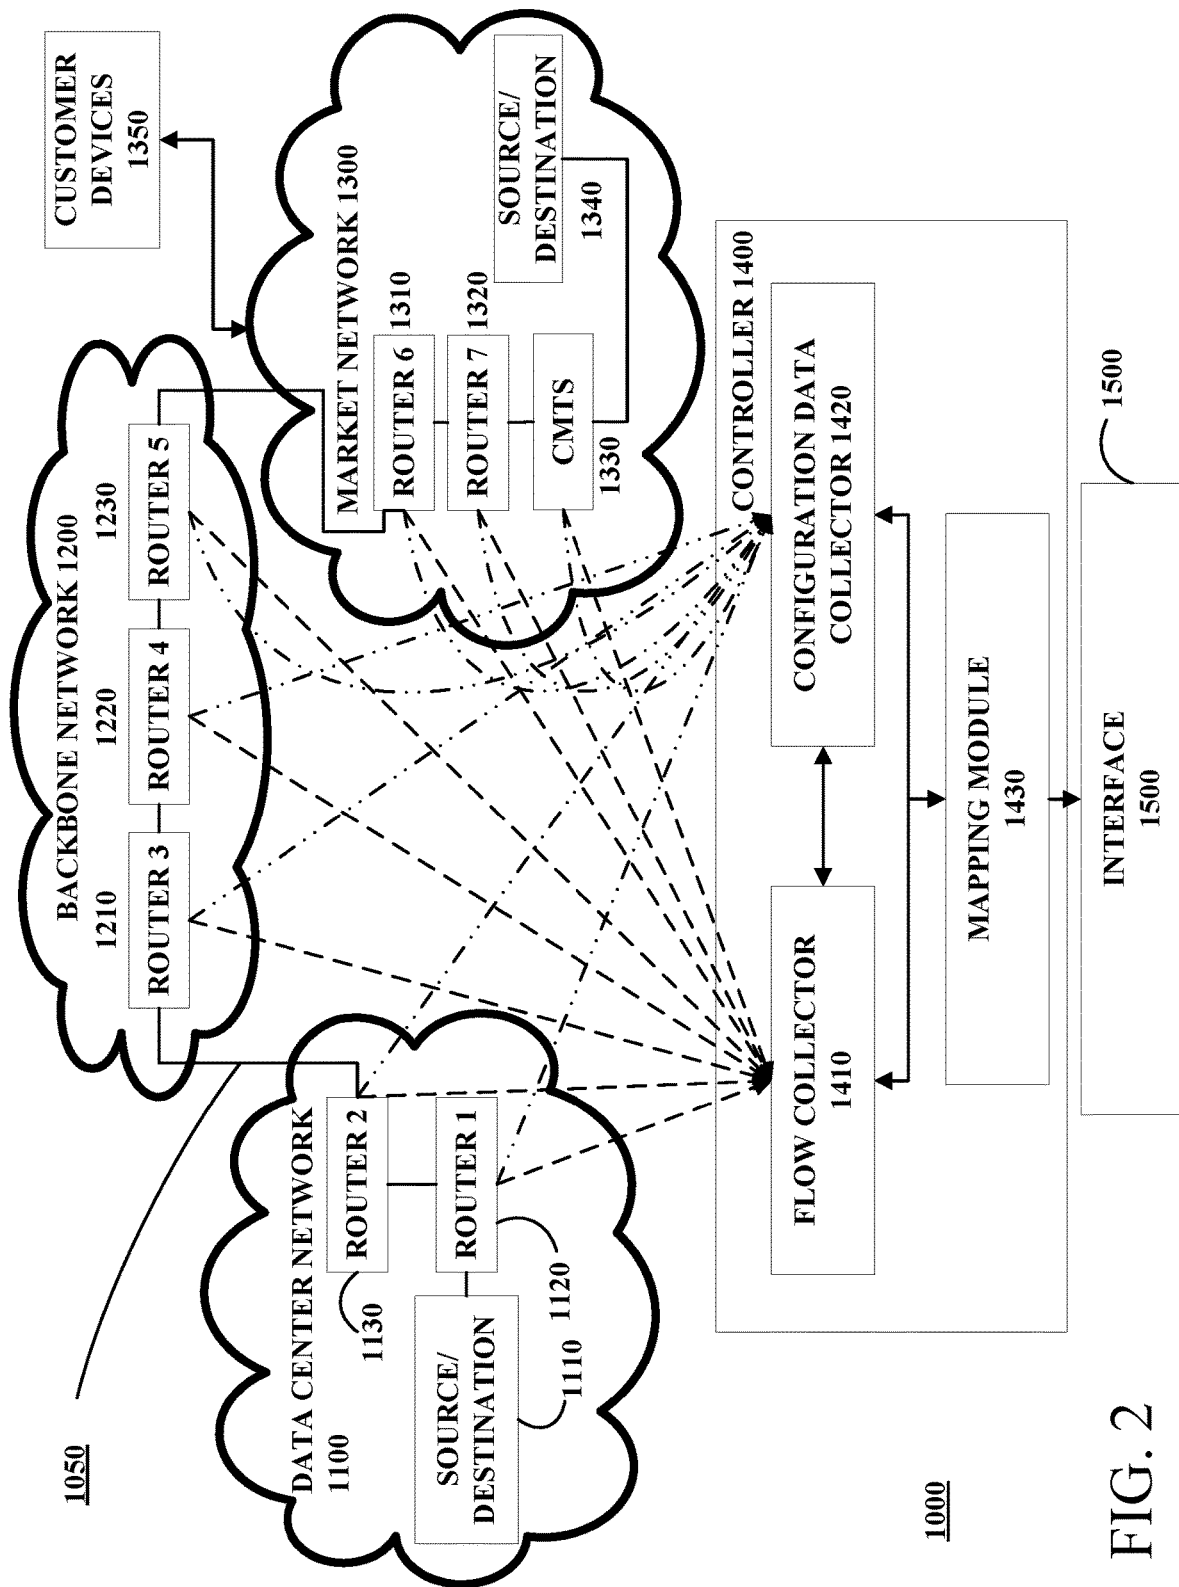 1050
BACKBONE NETWORK 1200
1210
1220
1230
ROUTER 3
ROUTER 4
ROUTER 5
CUSTOMER
DEVICES
1350
DATA CENTER NETWORK
1100
ROUTER 2
1130
ROUTER 1
1120
SOURCE/
DESTINATION
1110
MARKET NETWORK 1300
ROUTER 6
1310
ROUTER 7
1320
CMTS
1330
SOURCE/
DESTINATION
1340
CONTROLLER 1400
FLOW COLLECTOR
1410
CONFIGURATION DATA
COLLECTOR 1420
MAPPING MODULE
1430
INTERFACE
1500
1500
1000
FIG. 2